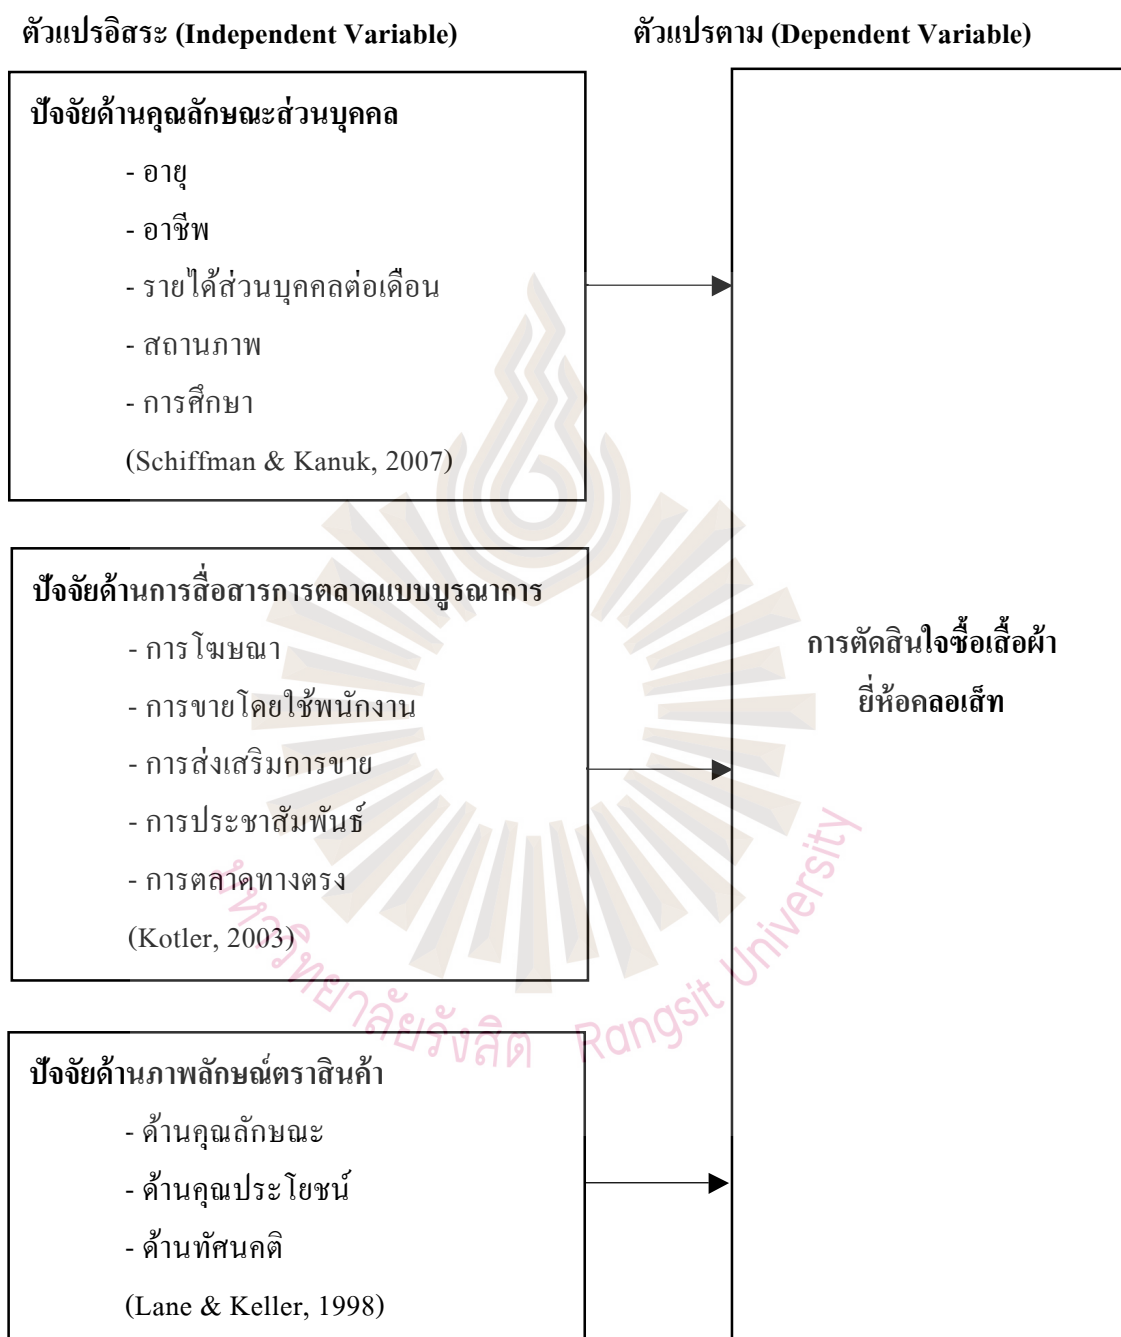 ตัวแปรอิสระ (Independent Variable)
ตัวแปรตาม (Dependent Variable)
ปัจจัยด้านคุณลักษณะส่วนบุคคล
- อายุ
- อาชีพ
- รายได้ส่วนบุคคลต่อเดือน
- สถานภาพ
- การศึกษา
(Schiffman & Kanuk, 2007)
ปัจจัยด้านการสื่อสารการตลาดแบบบูรณาการ
- การโฆษณา
- การขายโดยใช้พนักงาน
- การส่งเสริมการขาย
- การประชาสัมพันธ์
- การตลาดทางตรง
(Kotler, 2003)
การตัดสินใจซื้อเสื้อผ้า
ยี่ห้อคลอเส็ท
ปัจจัยด้านภาพลักษณ์ตราสินค้า
- ด้านคุณลักษณะ
- ด้านคุณประโยชน์
- ด้านทัศนคติ
(Lane & Keller, 1998)
มหาวิทยาลัยรังสิต Rangsit University